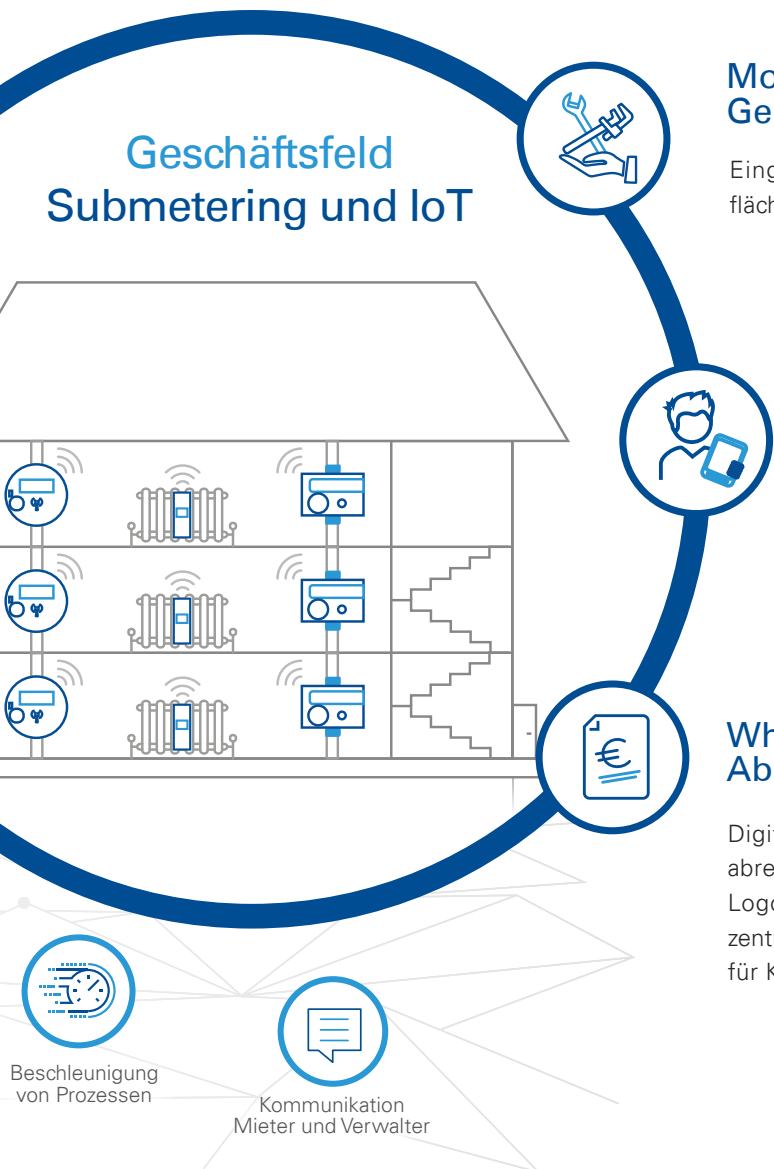 Geschäftsfeld
Submetering und IoT
Mo
Ge
Eing
fläch
€
Wh
Ab
Digi
abre
Logo
zent
für K
Beschleunigung
von Prozessen
Kommunikation
Mieter und Verwalter